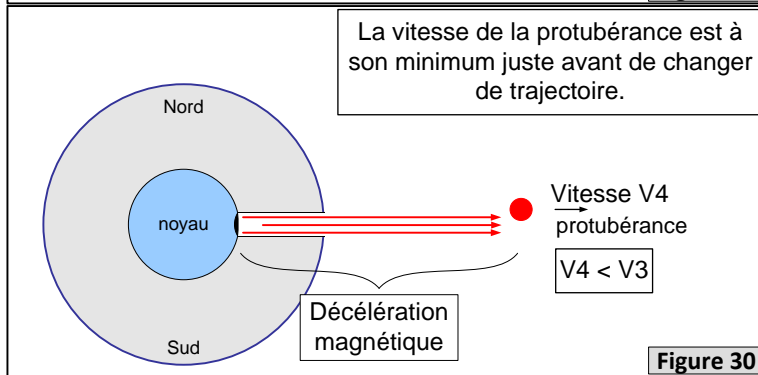 La vitesse de la protubérance est à
son minimum juste avant de changer
de trajectoire.
Nord
noyau
Vitesse V4
protubérance
V4 < V3
Décélération
magnétique
Sud
Figure 30